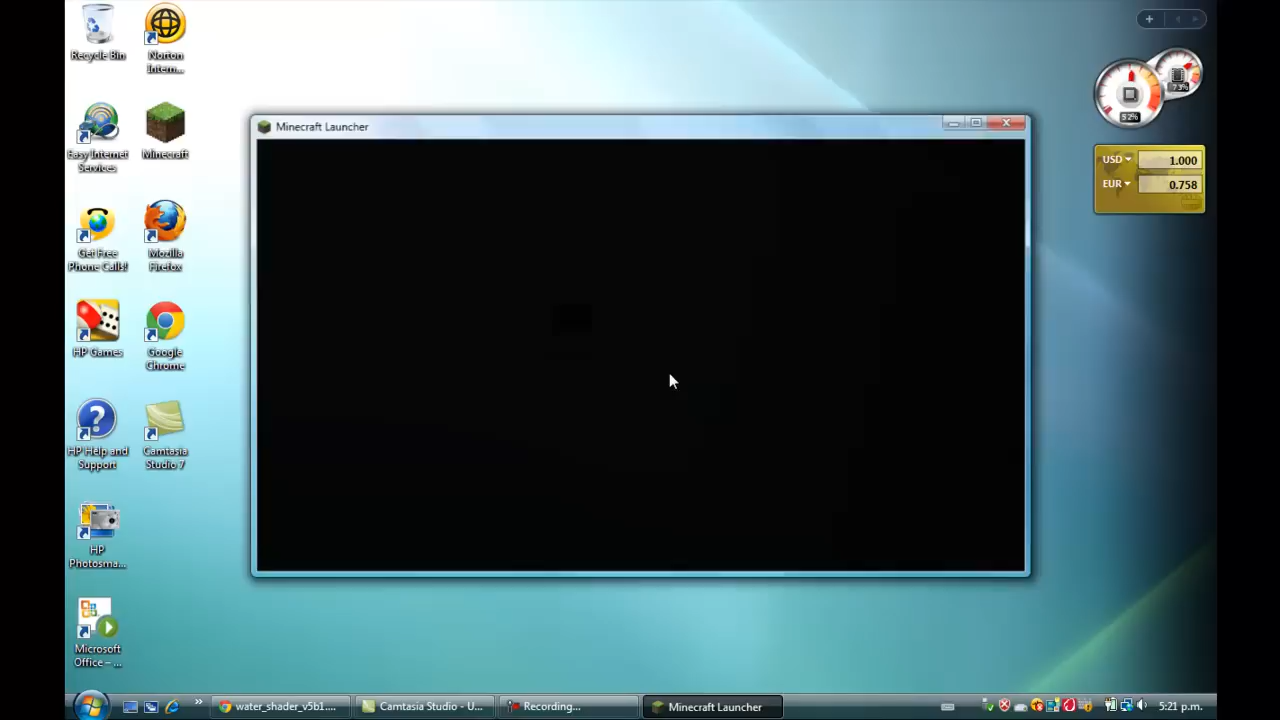 Recycle Bin
Norton
Intern...
Easy Internet
Services
Minecraft
Get Free
Phone Calls!
Mozilla
Firefox
HP Games
Google
Chrome
HP Help and
Support
Camtasia
Studio 7
HP
Photosma...
Microsoft
Office – ...
Minecraft Launcher
52%
73%
USD 1.000
EUR 0.758
water_shader_v5b1....
Camtasia Studio - U...
Recording...
Minecraft Launcher
5:21 p.m.